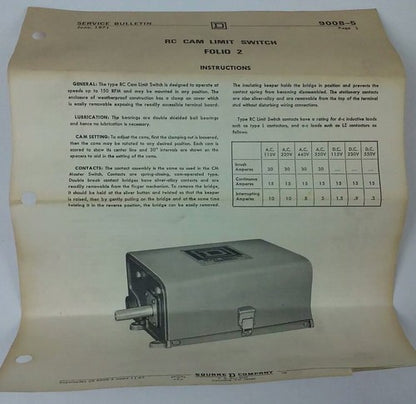 SERVICE BULLETIN
June, 1971
D
9008-5
Page 1
RC CAM LIMIT SWITCH
FOLIO 2
INSTRUCTIONS
GENERAL: The type RC Cam Limit Switch is designed to operate at
speeds up to 150 RPM and may be mounted in any position. The
enclosure of weatherproof construction has a clamp on cover which
is easily removable exposing the readily accessible terminal board.
LUBRICATION: The bearings are double shielded ball bearings and
hence no lubrication is necessary.
CAM SETTING: To adjust the cams, first the clamping nut is loosened,
then the cams may be rotated to any desired position. Each cam is
scored to show its center line and 30° intervals are shown on the
spacers to aid in the setting of the cams.
CONTACTS: The contact assembly is the same as used in the CM
Master Switch. Contacts are spring-closing, cam-operated type.
Double break contact bridges have silver-alloy contacts and are
readily removable from the finger mechanism. To remove the bridge,
it should be held at the silver button and twisted so that the keeper
is raised, then by gently pulling on the bridge and at the same time
twisting it in the reverse position, the bridge can be easily removed.
The insulating keeper holds the bridge in position and prevents the
contact spring from becoming disassembled. The stationary contacts
are also silver-alloy and are removable from the top of the terminal
stud without disturbing wiring connections.
Type RC Limit Switch contacts have a rating for d-c inductive loads
such as type L contactors, and a-c loads such as LZ contactors as
follows:
A.C. 110V A.C. 220V A.C. 440V A.C. 550V D.C. 115V D.C. 230V D.C. 550V
Inrush Amperes 30 30 30 30 ... ... ...
Continuous Amperes 15 15 15 15 15 15 15
Interrupting Amperes 10 10 .8 .5 1.5 .9 .3
SQUARE D COMPANY